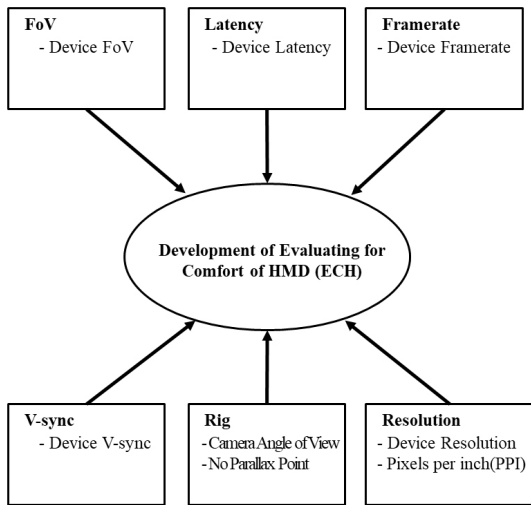 FoV
- Device FoV
Latency
- Device Latency
Framerate
- Device Framerate
Development of Evaluating for
Comfort of HMD (ECH)
V-sync
- Device V-sync
Rig
-Camera Angle of View
-No Parallax Point
Resolution
- Device Resolution
- Pixels per inch(PPI)